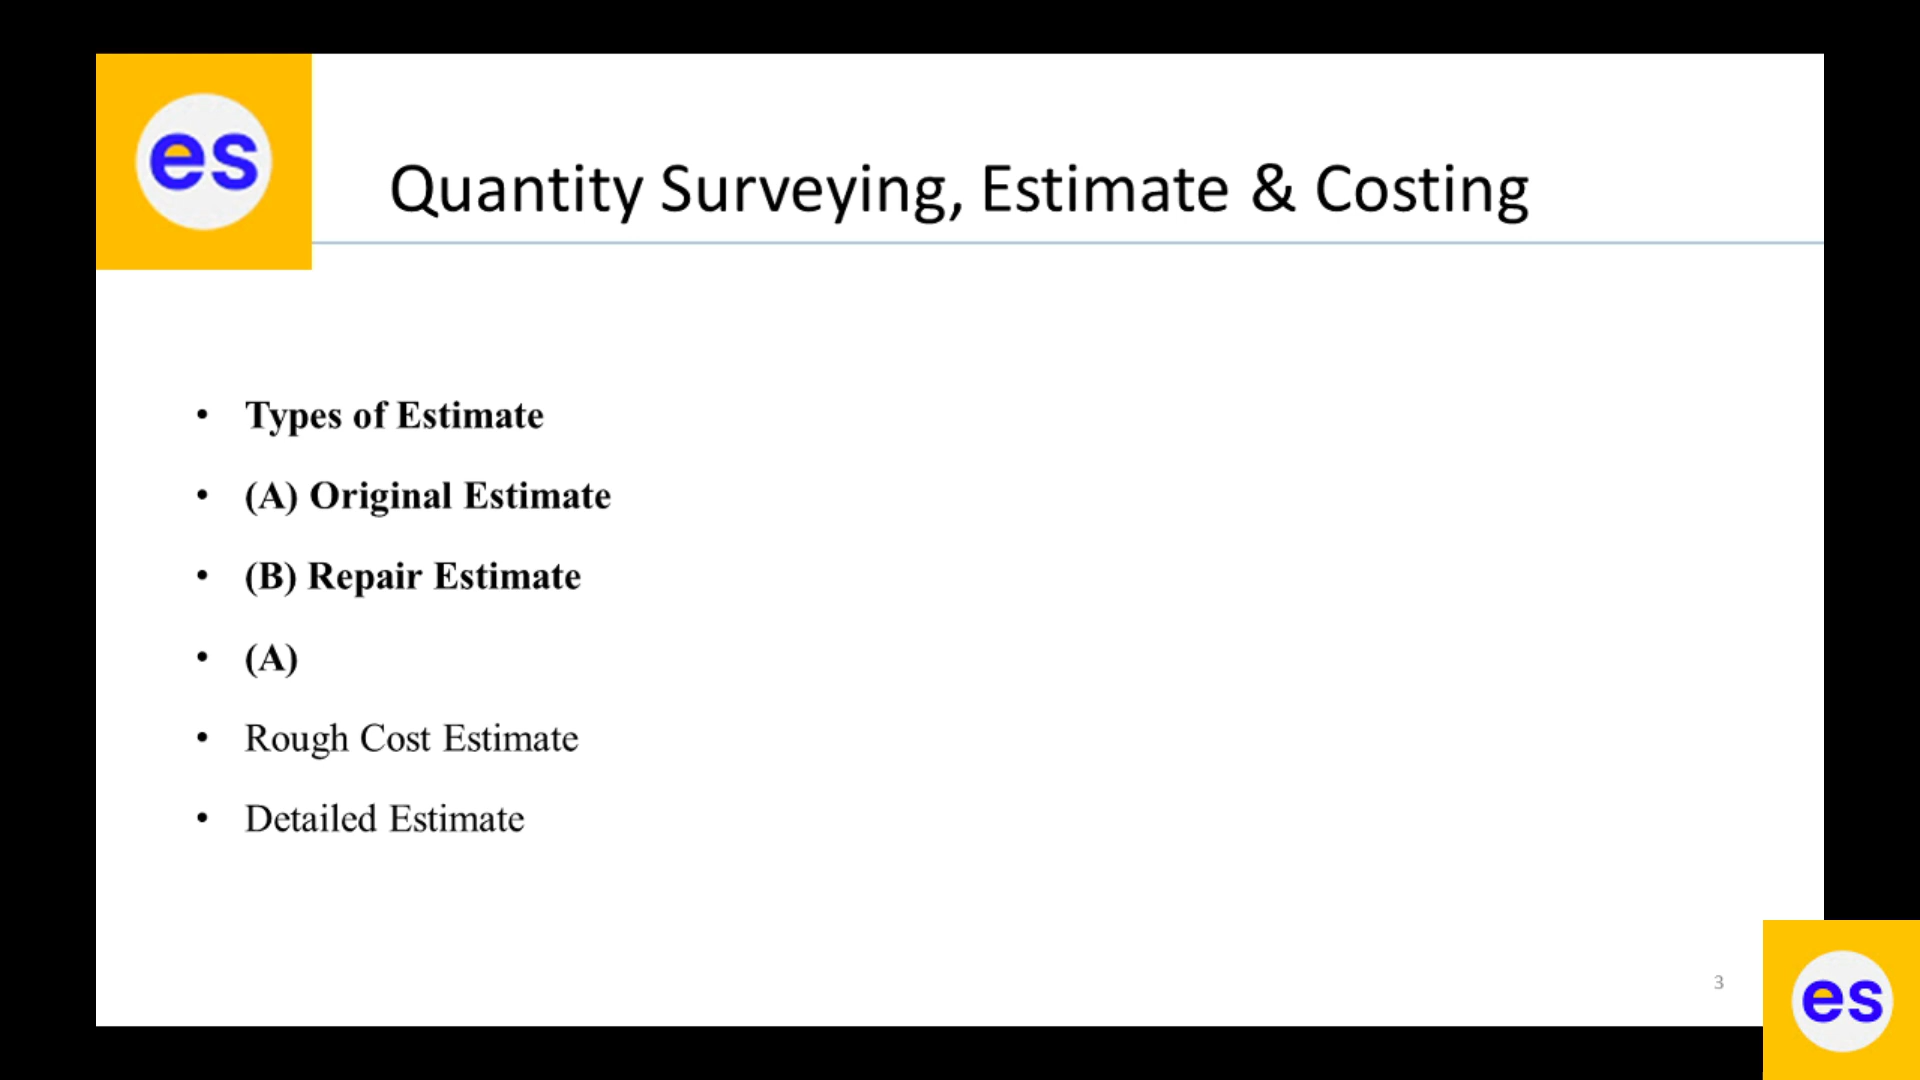 es
Quantity Surveying, Estimate & Costing
• Types of Estimate
• (A) Original Estimate
• (B) Repair Estimate
• (A)
• Rough Cost Estimate
• Detailed Estimate
3
es